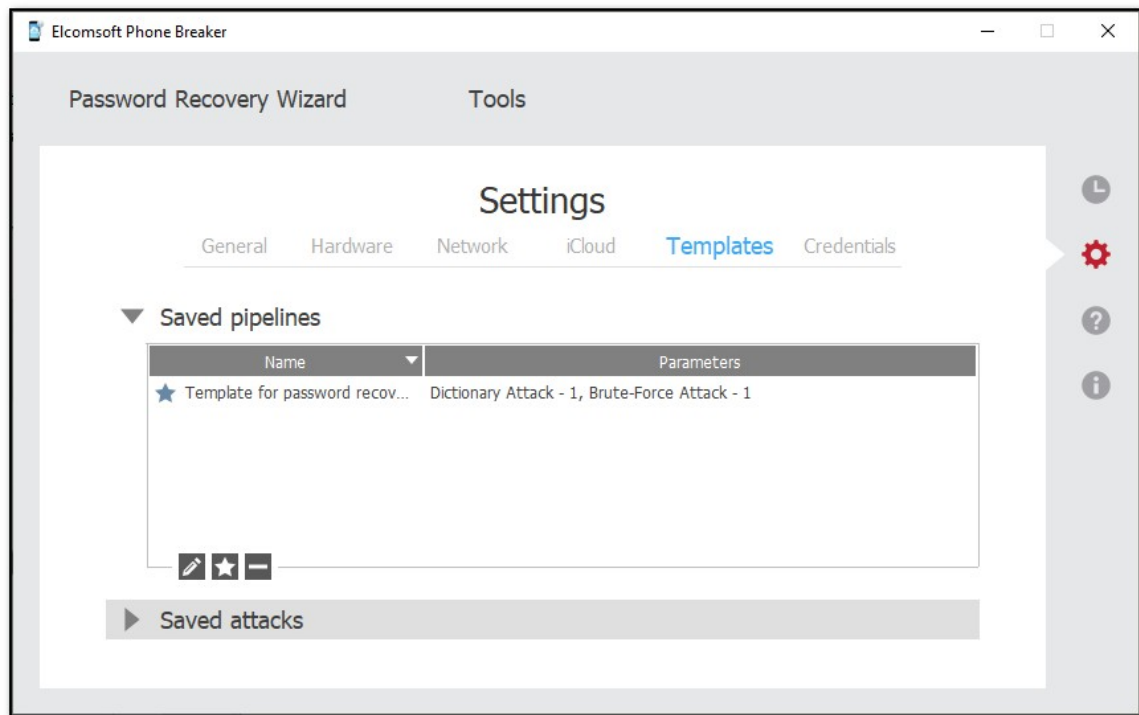 Elcomsoft Phone Breaker
Password Recovery Wizard Tools
Settings
General Hardware Network iCloud Templates Credentials
Saved pipelines
Name Parameters
Template for password recov... Dictionary Attack - 1, Brute-Force Attack - 1
Saved attacks